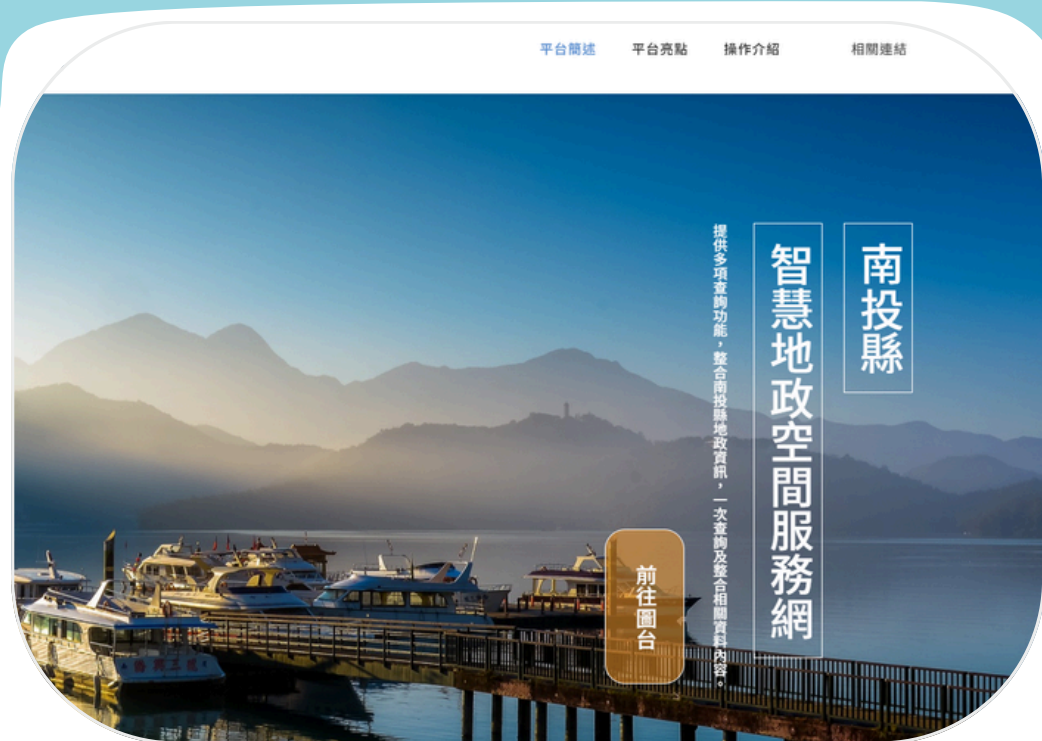 平台簡述
平台亮點
操作介紹
相關連結
南投縣
智慧地政空間服務網
提供多項查詢功能，整合南投縣地政資訊，一次查詢及整合相關資料內容。
前往圖台